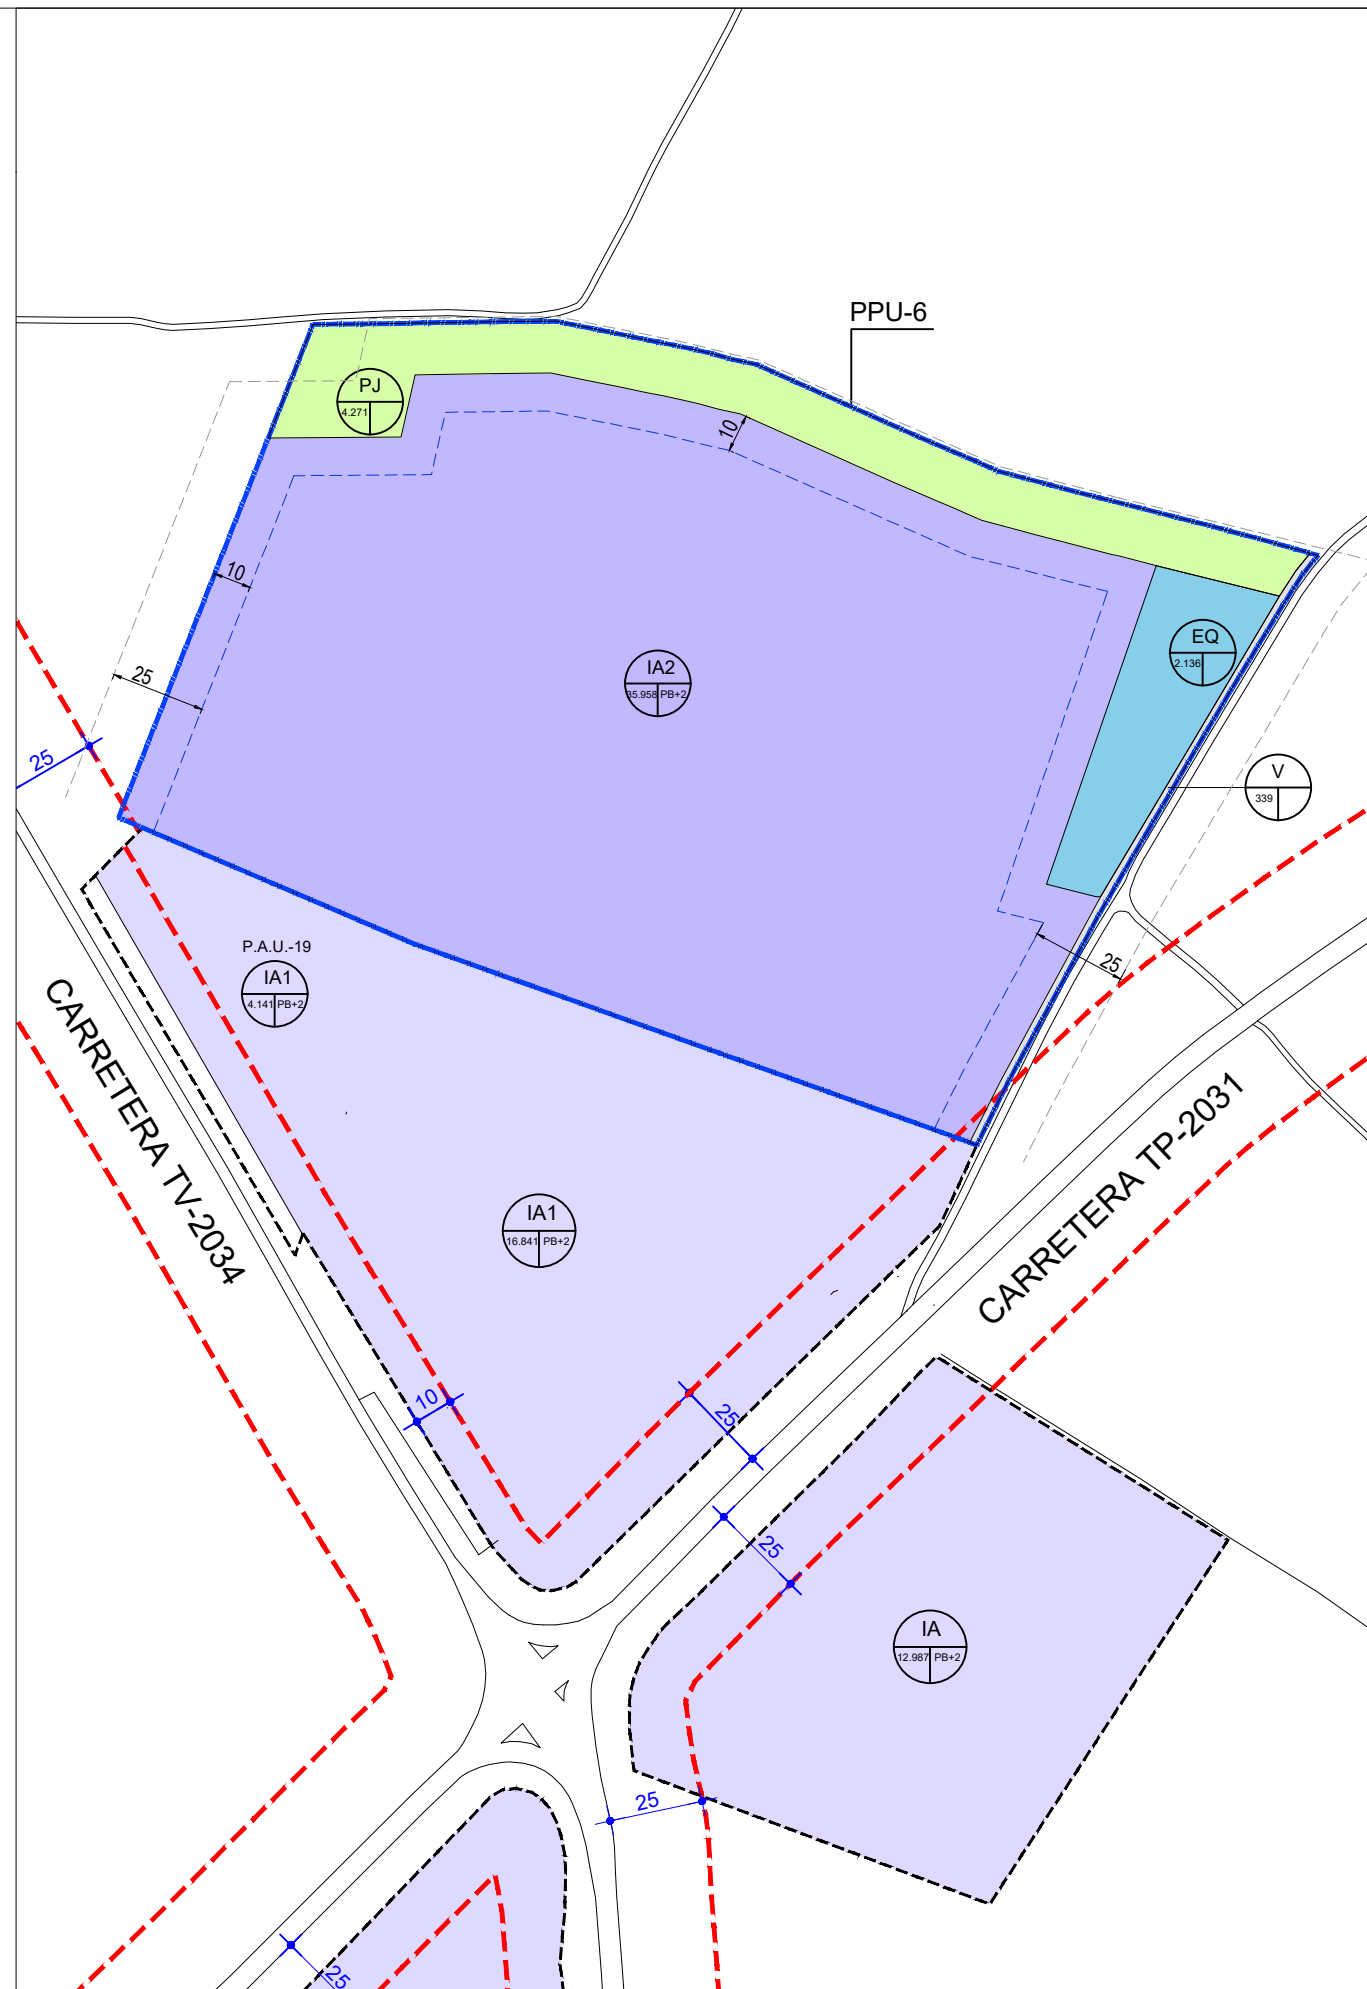 PPU-6
PJ
4.271
10
10
25
25
IA2
35.958 PB+2
EQ
2.136
V
339
25
P.A.U.-19
IA1
4.141 PB+2
CARRETERA TV-2034
CARRETERA TP-2031
IA1
16.841 PB+2
10
25
25
IA
12.987 PB+2
25
25